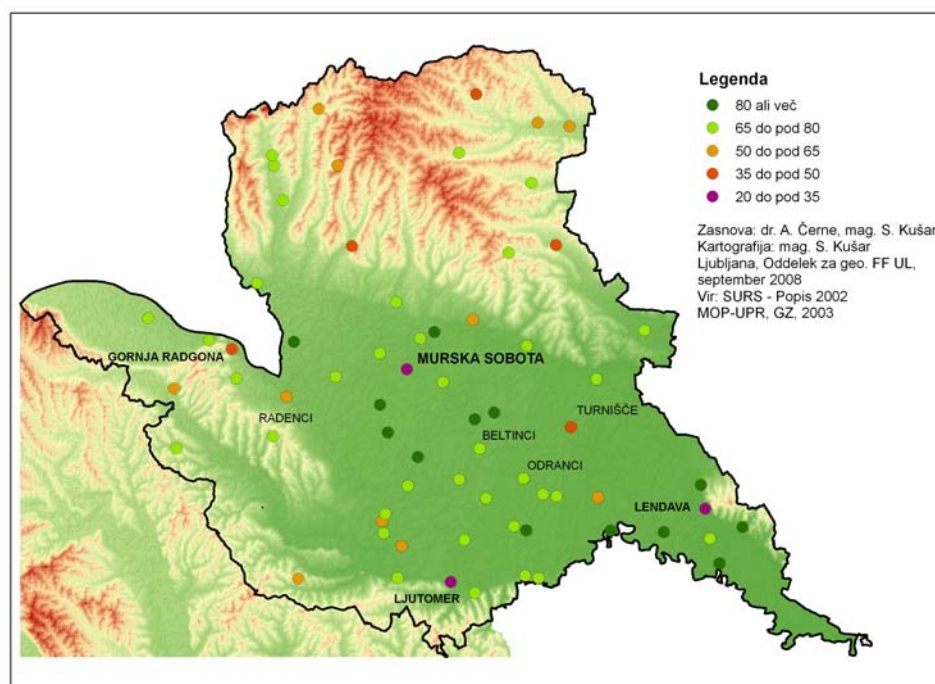 Legenda
80 ali več
65 do pod 80
50 do pod 65
35 do pod 50
20 do pod 35
Zasnova: dr. A. Černe, mag. S. Kušar
Kartografija: mag. S. Kušar
Ljubljana, Oddelek za geo. FF UL,
september 2008
Vir: SURS - Popis 2002
MOP-UPR, GZ, 2003
GORNJA RADGONA
MURSKA SOBOTA
RADENCI
TURNIŠČE
BELTINCI
ODRANCI
LENDAVA
LJUTOMER